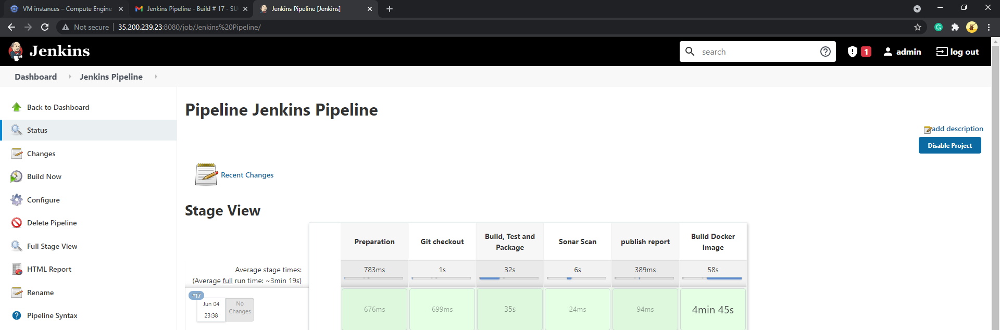 VM instances – Compute Engine
Jenkins Pipeline - Build # 17 - SU
Jenkins Pipeline [Jenkins]
Not secure
35.200.239.23:8080/job/Jenkins%20Pipeline/
Jenkins
search
1
admin
log out
Dashboard
Jenkins Pipeline
Back to Dashboard
Status
Changes
Build Now
Configure
Delete Pipeline
Full Stage View
HTML Report
Rename
Pipeline Syntax
Pipeline Jenkins Pipeline
add description
Disable Project
Recent Changes
Stage View
Preparation
Git checkout
Build, Test and
Package
Sonar Scan
publish report
Build Docker
Image
Average stage times:
(Average full run time: ~3min 19s)
783ms
1s
32s
6s
389ms
58s
#17
Jun 04
23:38
No
Changes
676ms
699ms
35s
24ms
94ms
4min 45s